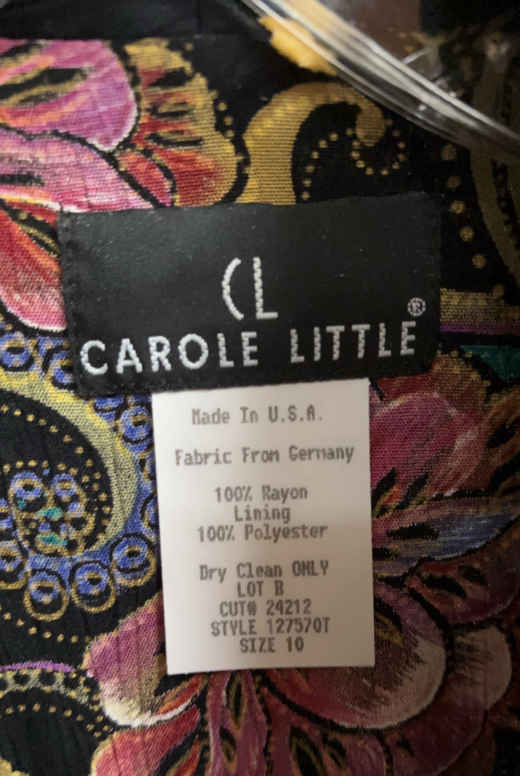 CL
CAROLE LITTLE®
Made In U.S.A.
Fabric From Germany
100% Rayon
Lining
100% Polyester
Dry Clean ONLY
LOT B
CUT@ 24212
STYLE 127570T
SIZE 10